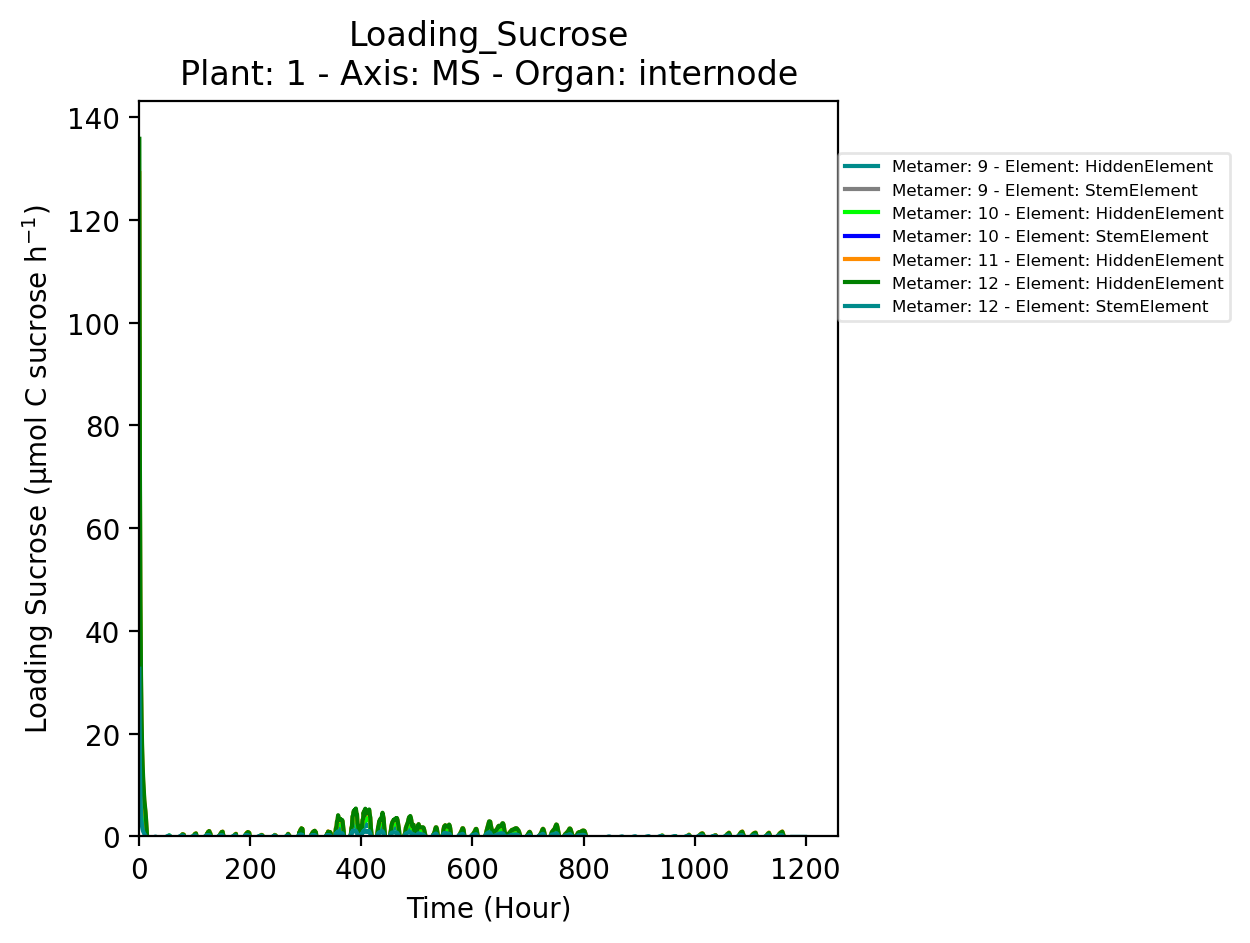 Loading_Sucrose
Plant: 1 - Axis: MS - Organ: internode
140
120
100
80
60
40
20
0
Loading Sucrose (µmol C sucrose h⁻¹)
0 200 400 600 800 1000 1200
Time (Hour)
Metamer: 9 - Element: HiddenElement
Metamer: 9 - Element: StemElement
Metamer: 10 - Element: HiddenElement
Metamer: 10 - Element: StemElement
Metamer: 11 - Element: HiddenElement
Metamer: 12 - Element: HiddenElement
Metamer: 12 - Element: StemElement